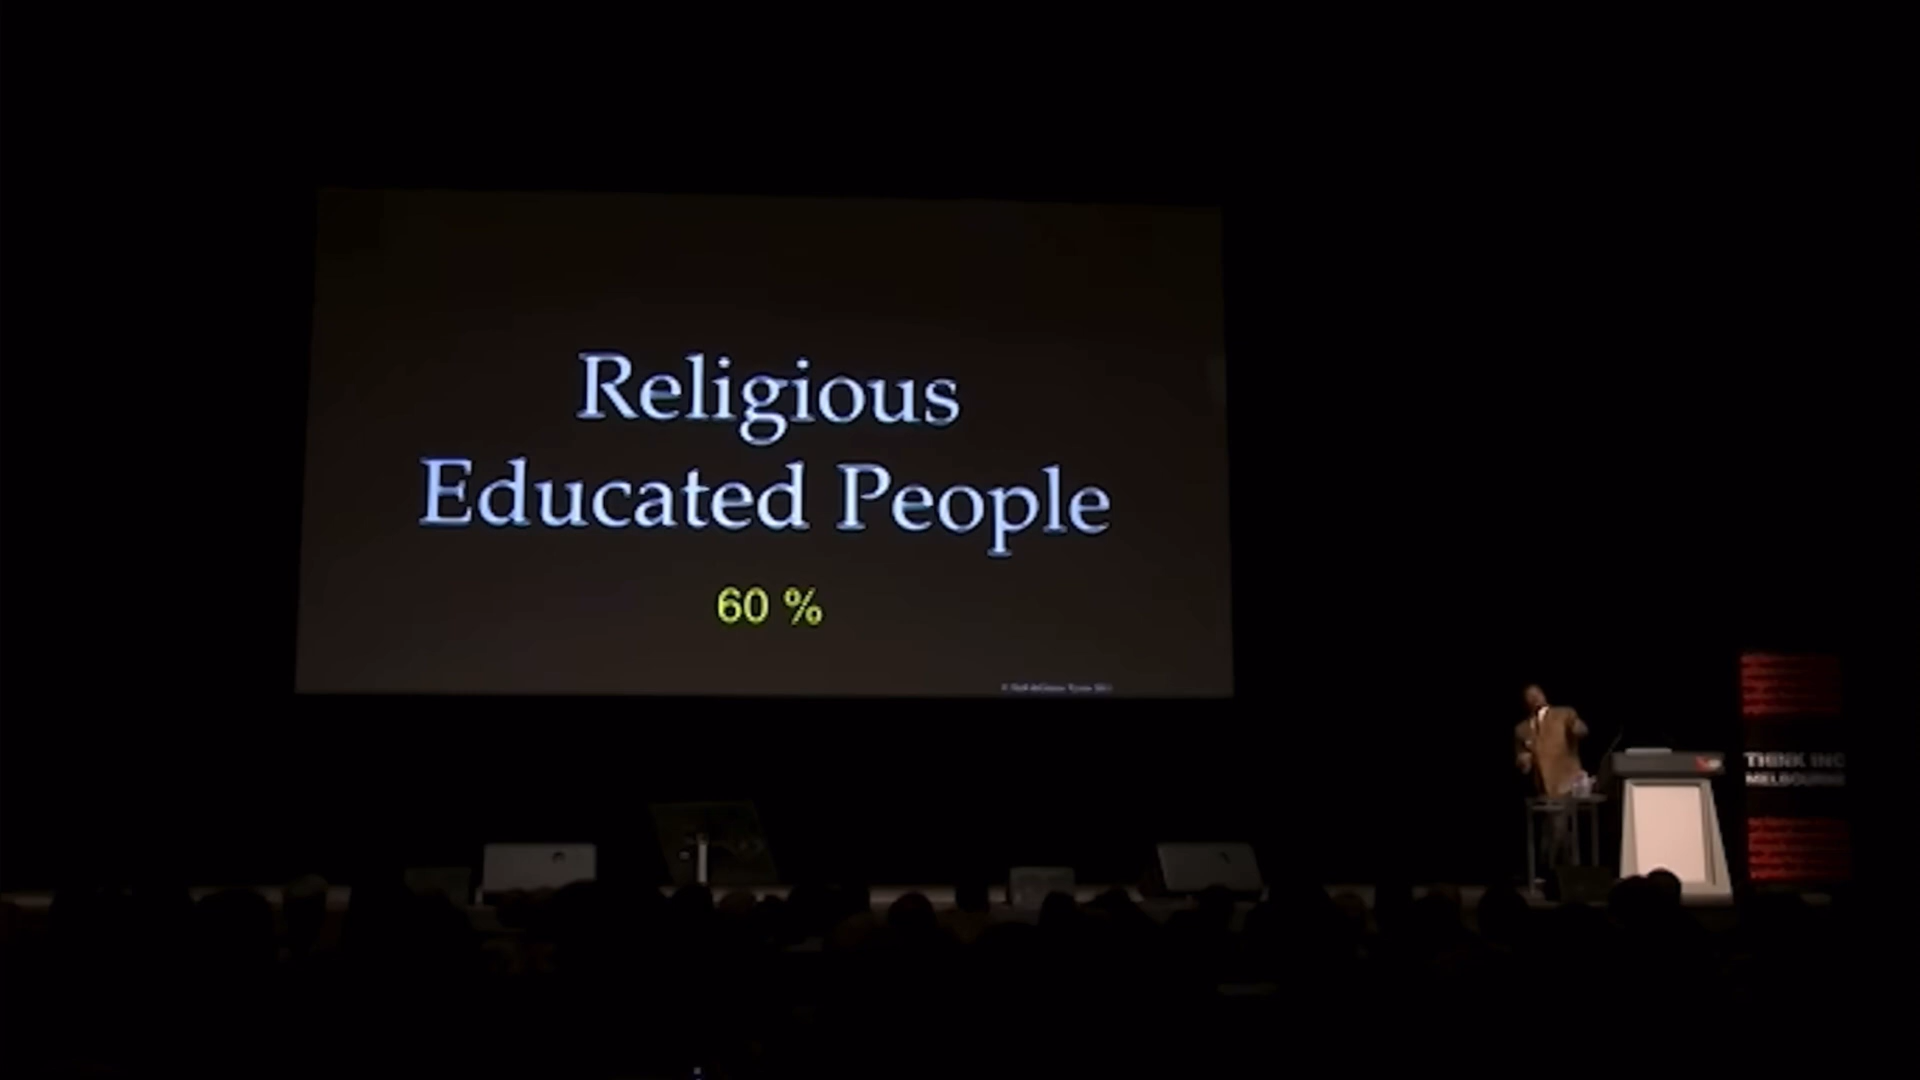 Religious
Educated People
60 %
THINK INC
MELBOURNE